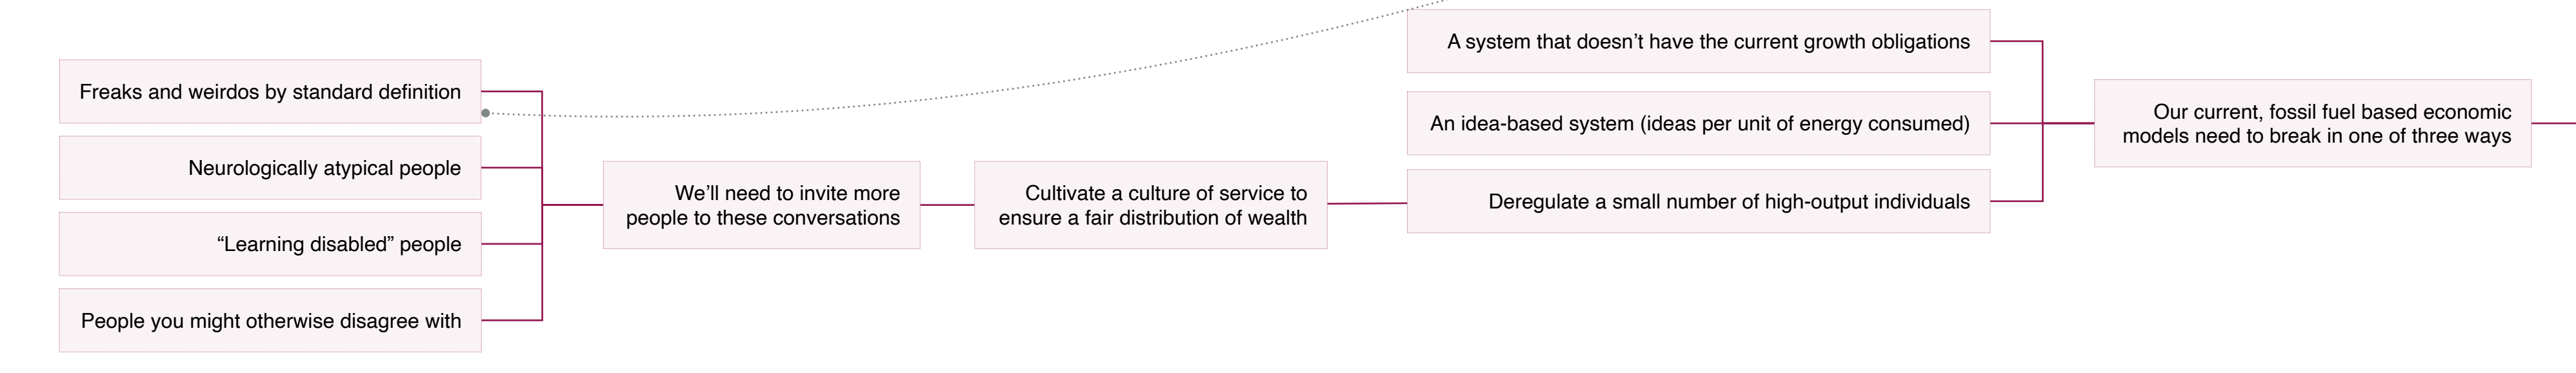 Freaks and weirdos by standard definition
Neurologically atypical people
“Learning disabled” people
People you might otherwise disagree with
We’ll need to invite more
people to these conversations
Cultivate a culture of service to
ensure a fair distribution of wealth
A system that doesn’t have the current growth obligations
An idea-based system (ideas per unit of energy consumed)
Deregulate a small number of high-output individuals
Our current, fossil fuel based economic
models need to break in one of three ways